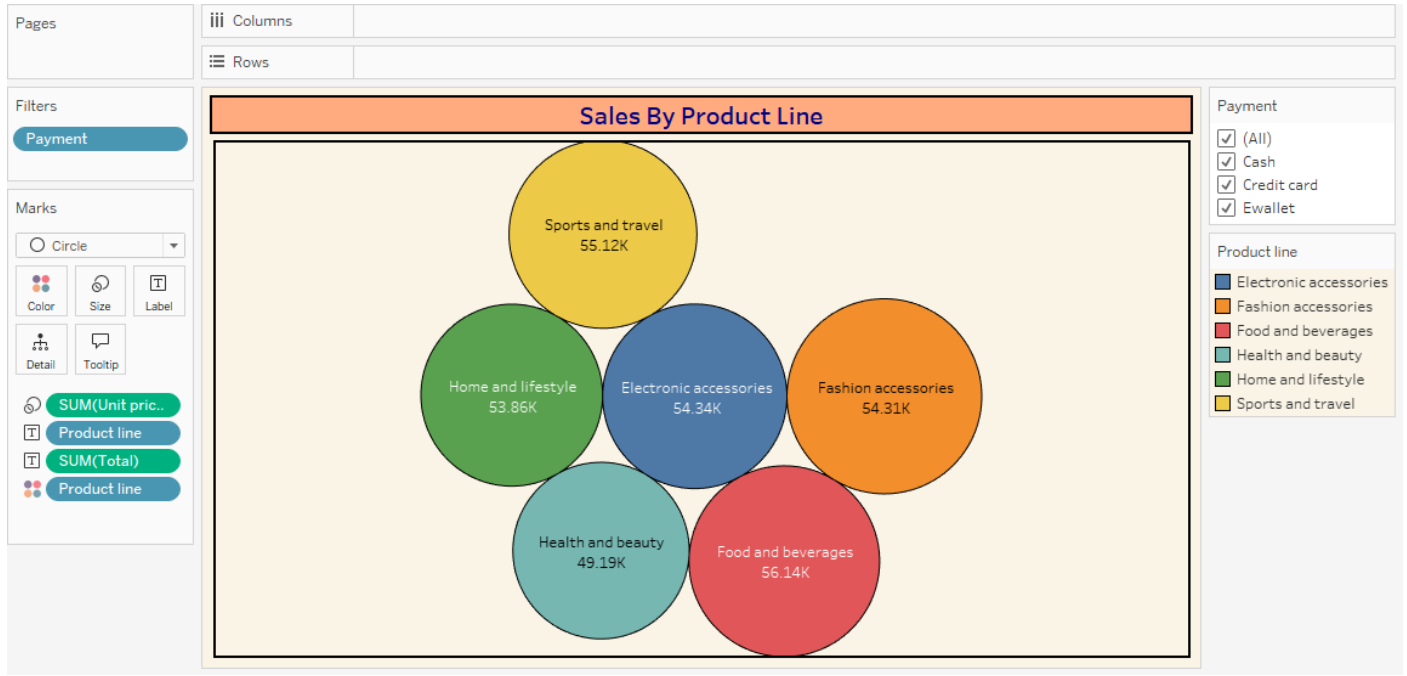 Pages
Columns
Rows
Filters
Payment
Marks
Circle
Color
Size
Label
Detail
Tooltip
SUM(Unit pric..
Product line
SUM(Total)
Product line
Sales By Product Line
Sports and travel
55.12K
Home and lifestyle
53.86K
Electronic accessories
54.34K
Fashion accessories
54.31K
Health and beauty
49.19K
Food and beverages
56.14K
Payment
(All)
Cash
Credit card
Ewallet
Product line
Electronic accessories
Fashion accessories
Food and beverages
Health and beauty
Home and lifestyle
Sports and travel